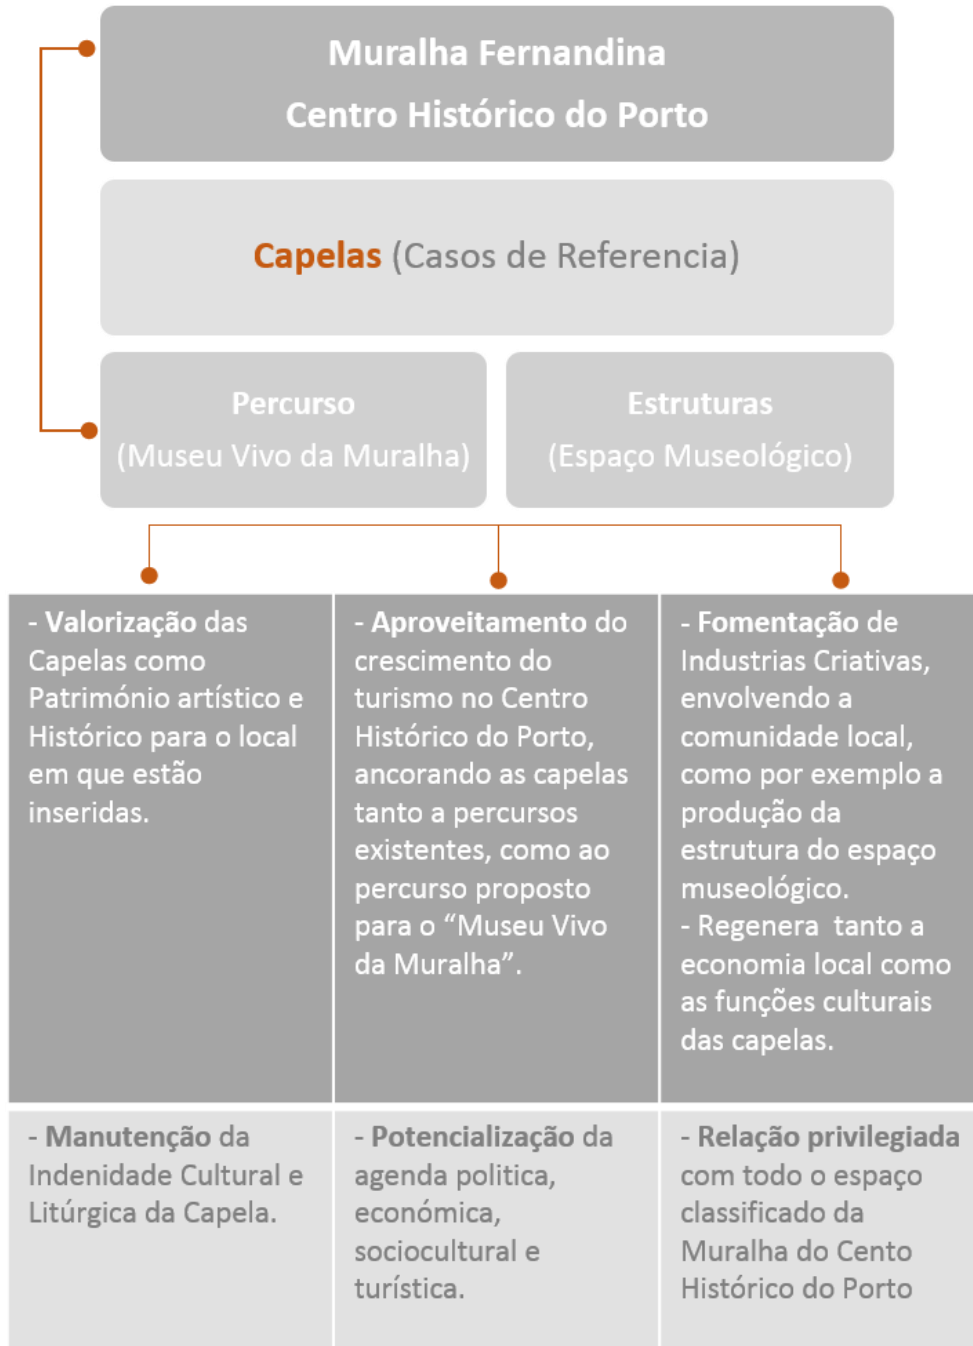 Muralha Fernandina
Centro Histórico do Porto
Capelas (Casos de Referencia)
Percurso
(Museu Vivo da Muralha)
Estruturas
(Espaço Museológico)
- Valorização das
Capelas como
Património artístico e
Histórico para o local
em que estão
inseridas.
- Aproveitamento do
crescimento do
turismo no Centro
Histórico do Porto,
ancorando as capelas
tanto a percursos
existentes, como ao
percurso proposto
para o “Museu Vivo
da Muralha”.
- Fomentação de
Industrias Criativas,
envolvendo a
comunidade local,
como por exemplo a
produção da
estrutura do espaço
museológico.
- Regenera tanto a
economia local como
as funções culturais
das capelas.
- Manutenção da
Indenidade Cultural e
Litúrgica da Capela.
- Potencialização da
agenda politica,
económica,
sociocultural e
turística.
- Relação privilegiada
com todo o espaço
classificado da
Muralha do Cento
Histórico do Porto